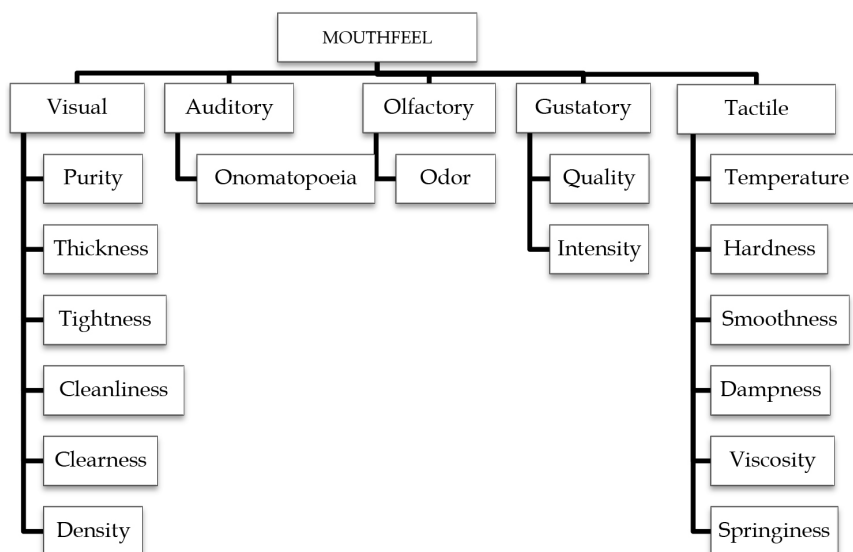 MOUTHFEEL
Visual
Auditory
Olfactory
Gustatory
Tactile
Purity
Onomatopoeia
Odor
Quality
Temperature
Thickness
Intensity
Hardness
Tightness
Smoothness
Cleanliness
Dampness
Clearness
Viscosity
Density
Springiness